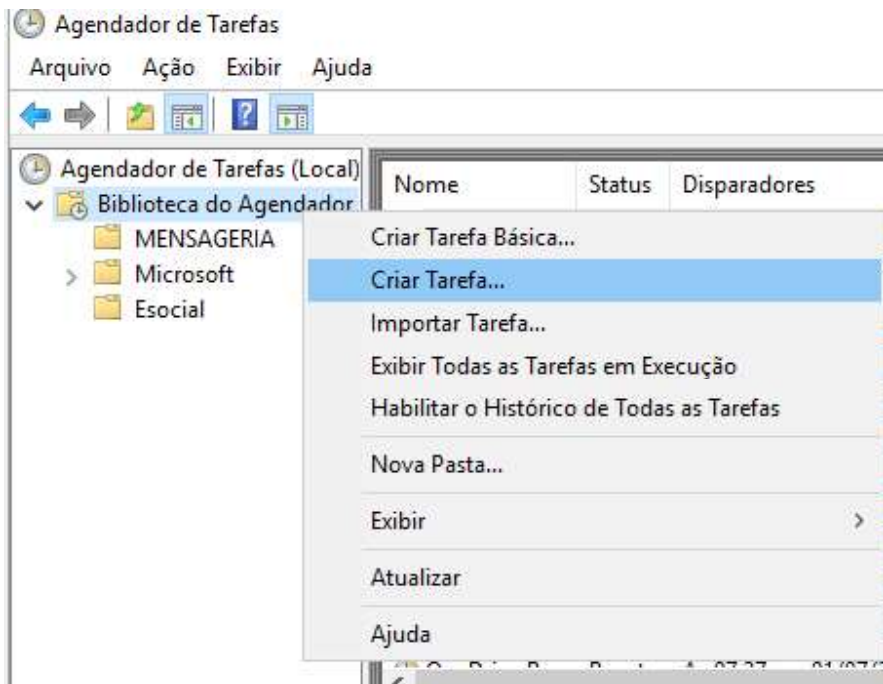 Agendador de Tarefas
Arquivo Ação Exibir Ajuda
Agendador de Tarefas (Local)
Biblioteca do Agendador
MENSAGERIA
Microsoft
Esocial
Nome Status Disparadores
Criar Tarefa Básica...
Criar Tarefa...
Importar Tarefa...
Exibir Todas as Tarefas em Execução
Habilitar o Histórico de Todas as Tarefas
Nova Pasta...
Exibir
Atualizar
Ajuda